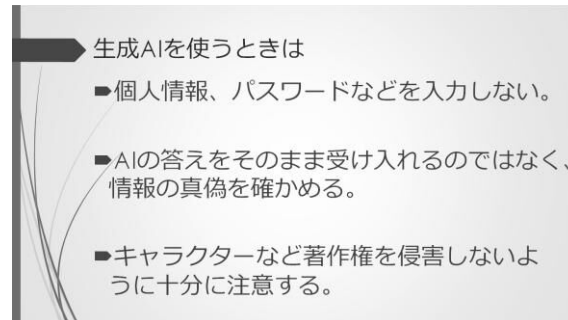 生成AIを使うときは
個人情報、パスワードなどを入力しない。
AIの答えをそのまま受け入れるのではなく、
情報の真偽を確かめる。
キャラクターなど著作権を侵害しないよ
うに十分に注意する。